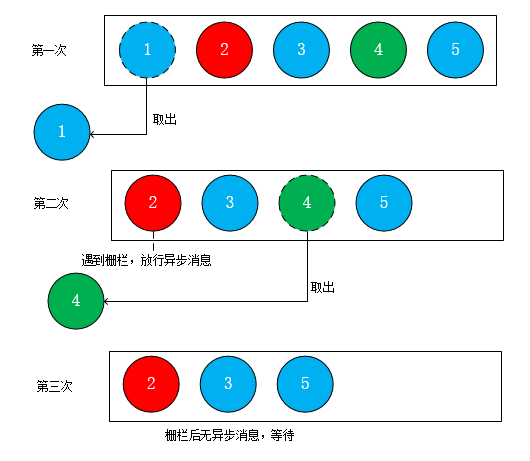 第一次
1 2 3 4 5
取出
1
第二次
2 3 4 5
遇到栅栏，放行异步消息
取出
4
第三次
2 3 5
栅栏后无异步消息，等待